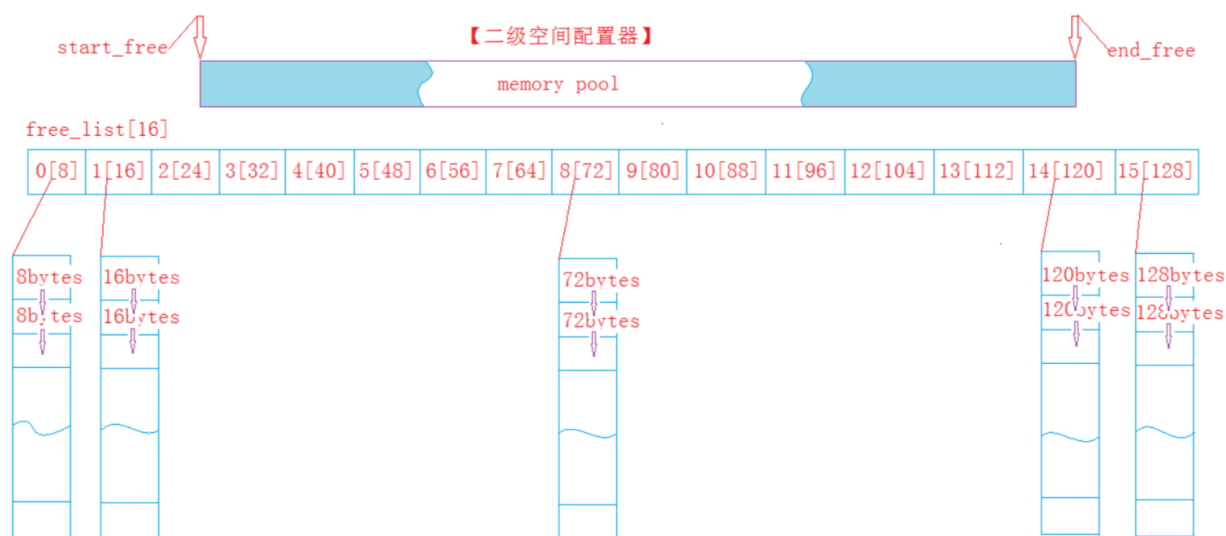 【二级空间配置器】
start_free
end_free
memory pool
free_list[16]
0[8] 1[16] 2[24] 3[32] 4[40] 5[48] 6[56] 7[64] 8[72] 9[80] 10[88] 11[96] 12[104] 13[112] 14[120] 15[128]
8bytes 16bytes 72bytes 120bytes 128bytes
8bytes 16bytes 72bytes 120bytes 128bytes